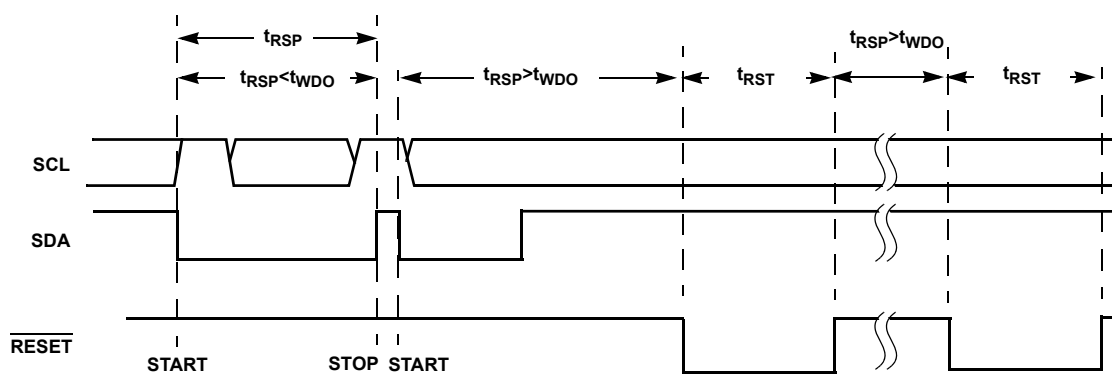 tRSP
tRSP<tWDO
tRSP>tWDO
tRST
tRSP>tWDO
tRST
SCL
SDA
RESET
START
STOP
START